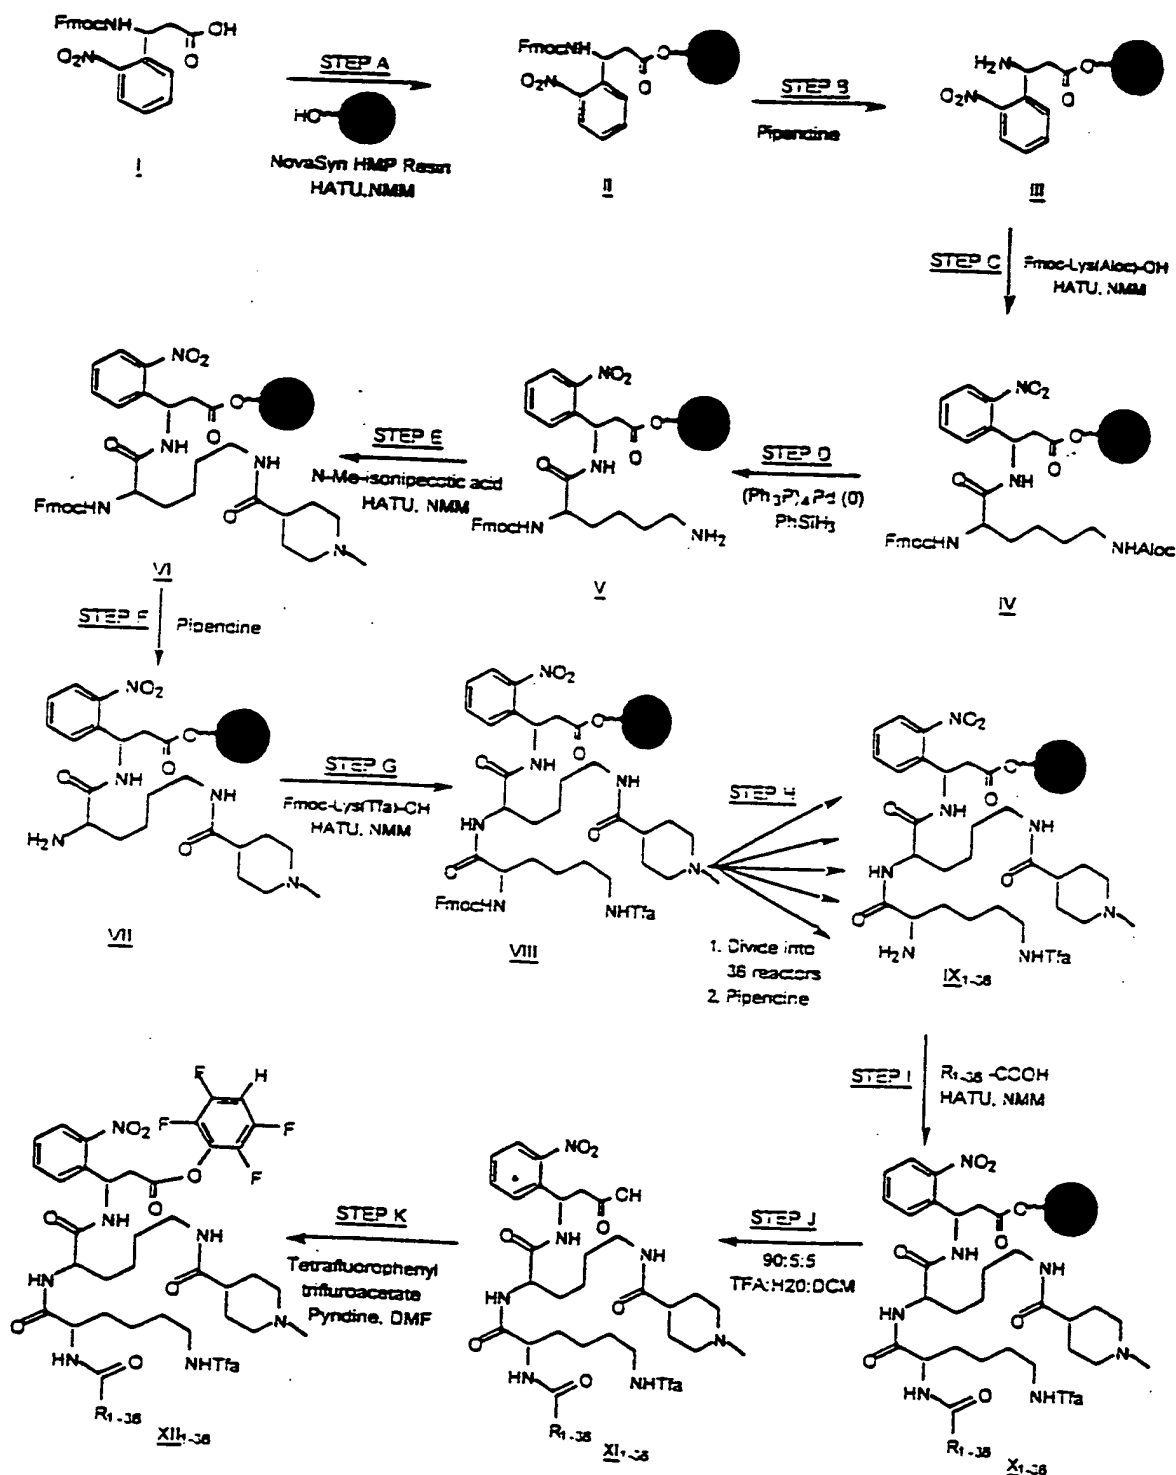 FmocNH
OH
O
O₂N
I
STEP A
HO
NovaSyn HMP Resin
HATU, NMM
FmocNH
O
O
O₂N
II
STEP B
Piperidine
H₂N
O
O
O₂N
III
STEP C
Fmoc-Lys(Aloc)-OH
HATU, NMM
NO₂
O
O
O
NH
FmocHN
NHAloc
IV
STEP D
(Ph₃P)₄Pd (0)
PhSiH₃
NO₂
O
O
O
NH
FmocHN
NH₂
V
STEP E
N-Me-isonipecotic acid
HATU, NMM
NO₂
O
O
O
NH
NH
FmocHN
O
N
VI
STEP F
Piperidine
NO₂
O
O
O
NH
NH
H₂N
O
N
VII
STEP G
Fmoc-Lys(Tfa)-OH
HATU, NMM
NO₂
O
O
O
NH
NH
HN
O
O
N
FmocHN
NHTfa
VIII
STEP H
1. Divide into
36 reactors
2. Piperidine
NO₂
O
O
O
NH
NH
HN
O
O
N
H₂N
NHTfa
IX₁₋₃₆
STEP I
R₁₋₃₆-COOH
HATU, NMM
NO₂
O
O
O
NH
NH
HN
O
O
N
HN
O
NHTfa
R₁₋₃₆
X₁₋₃₆
STEP J
90:5:5
TFA:H20:DCM
NO₂
OH
O
O
NH
NH
HN
O
O
N
HN
O
NHTfa
R₁₋₃₆
XI₁₋₃₆
STEP K
Tetrafluorophenyl
trifluroacetate
Pyridine, DMF
F
H
F
F
F
NO₂
O
O
O
NH
NH
HN
O
O
N
HN
O
NHTfa
R₁₋₃₆
XII₁₋₃₆